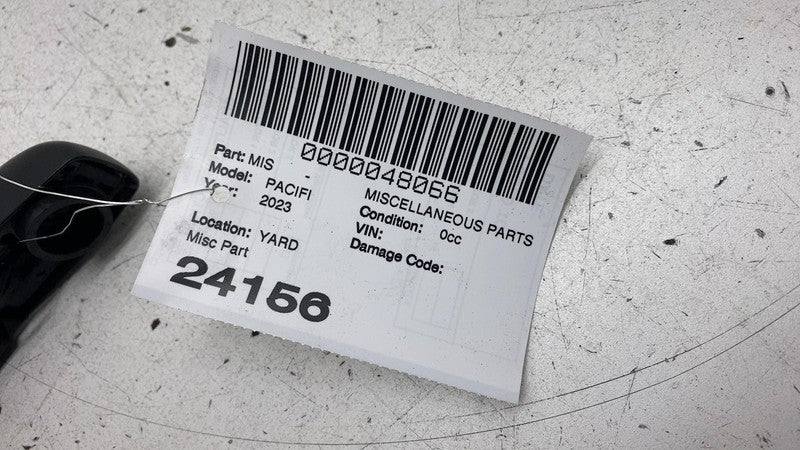 0000048066
Part: MIS - MISCELLANEOUS PARTS
Model: PACIFI Condition: 0cc
Year: 2023 VIN:
Location: YARD Damage Code:
Misc Part
24156